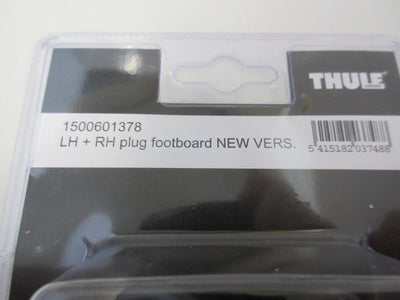 THULE
1500601378
LH + RH plug footboard NEW VERS.
5 415182 037488